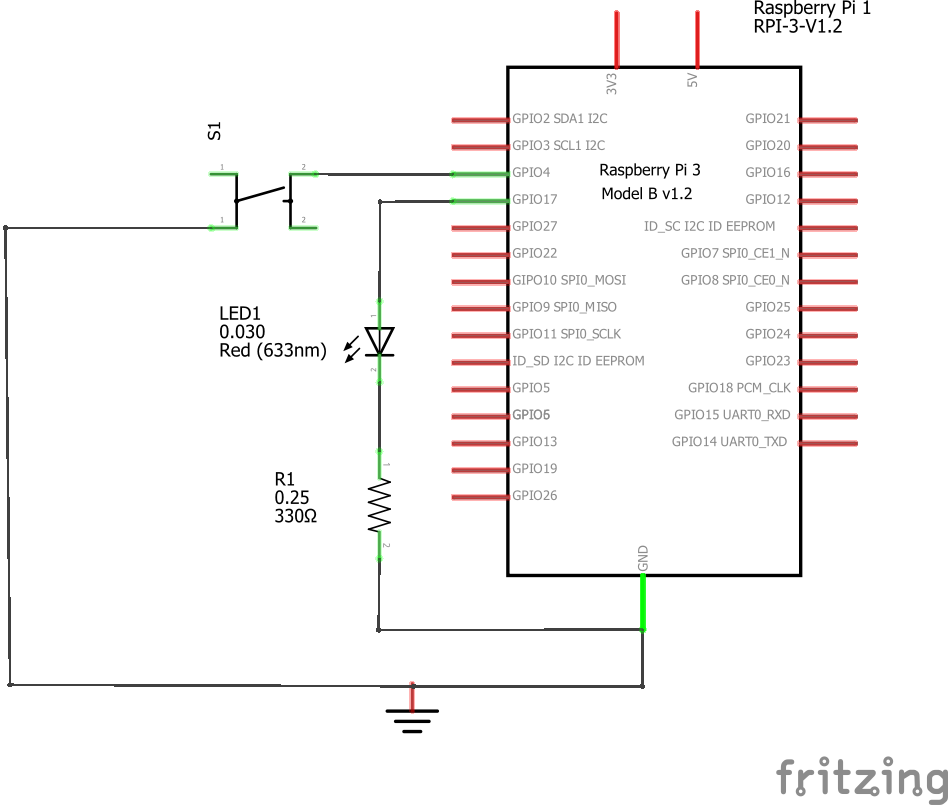 Raspberry Pi 1
RPI-3-V1.2
3V3
5V
S1
1
2
1
2
GPIO2 SDA1 I2C
GPIO3 SCL1 I2C
GPIO4
GPIO17
GPIO27
GPIO22
GIPO10 SPI0_MOSI
GPIO9 SPI0_MISO
GPIO11 SPI0_SCLK
ID_SD I2C ID EEPROM
GPIO5
GPIO6
GPIO13
GPIO19
GPIO26
Raspberry Pi 3
Model B v1.2
GPIO21
GPIO20
GPIO16
GPIO12
ID_SC I2C ID EEPROM
GPIO7 SPI0_CE1_N
GPIO8 SPI0_CE0_N
GPIO25
GPIO24
GPIO23
GPIO18 PCM_CLK
GPIO15 UART0_RXD
GPIO14 UART0_TXD
LED1
0.030
Red (633nm)
1
2
R1
0.25
330Ω
1
2
GND
fritzing